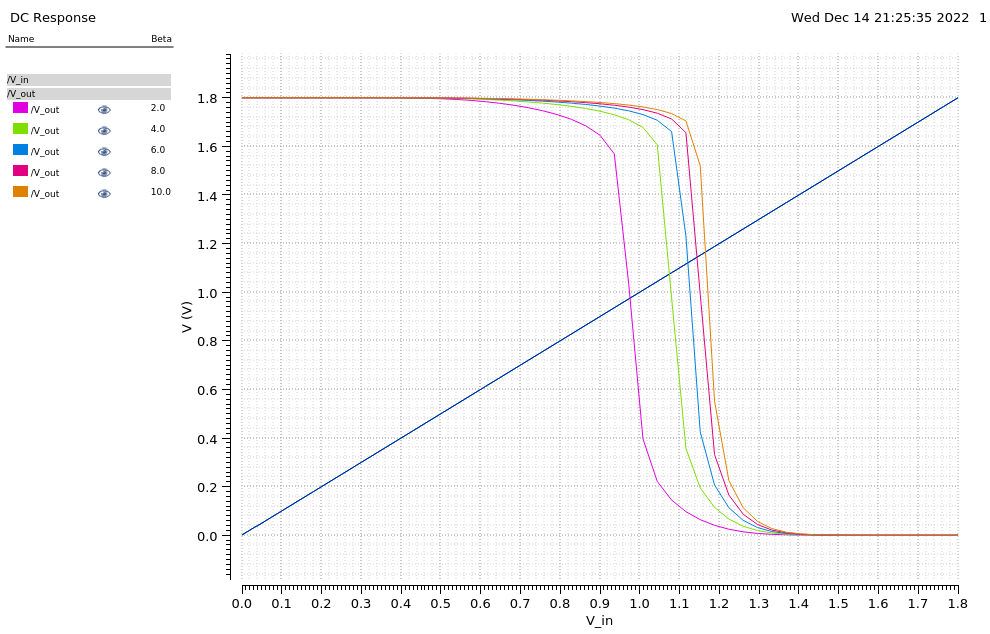 DC Response
Wed Dec 14 21:25:35 2022 1
Name Beta
/V_in
/V_out
/V_out 2.0
/V_out 4.0
/V_out 6.0
/V_out 8.0
/V_out 10.0
V (V)
1.8
1.6
1.4
1.2
1.0
0.8
0.6
0.4
0.2
0.0
0.0 0.1 0.2 0.3 0.4 0.5 0.6 0.7 0.8 0.9 1.0 1.1 1.2 1.3 1.4 1.5 1.6 1.7 1.8
V_in